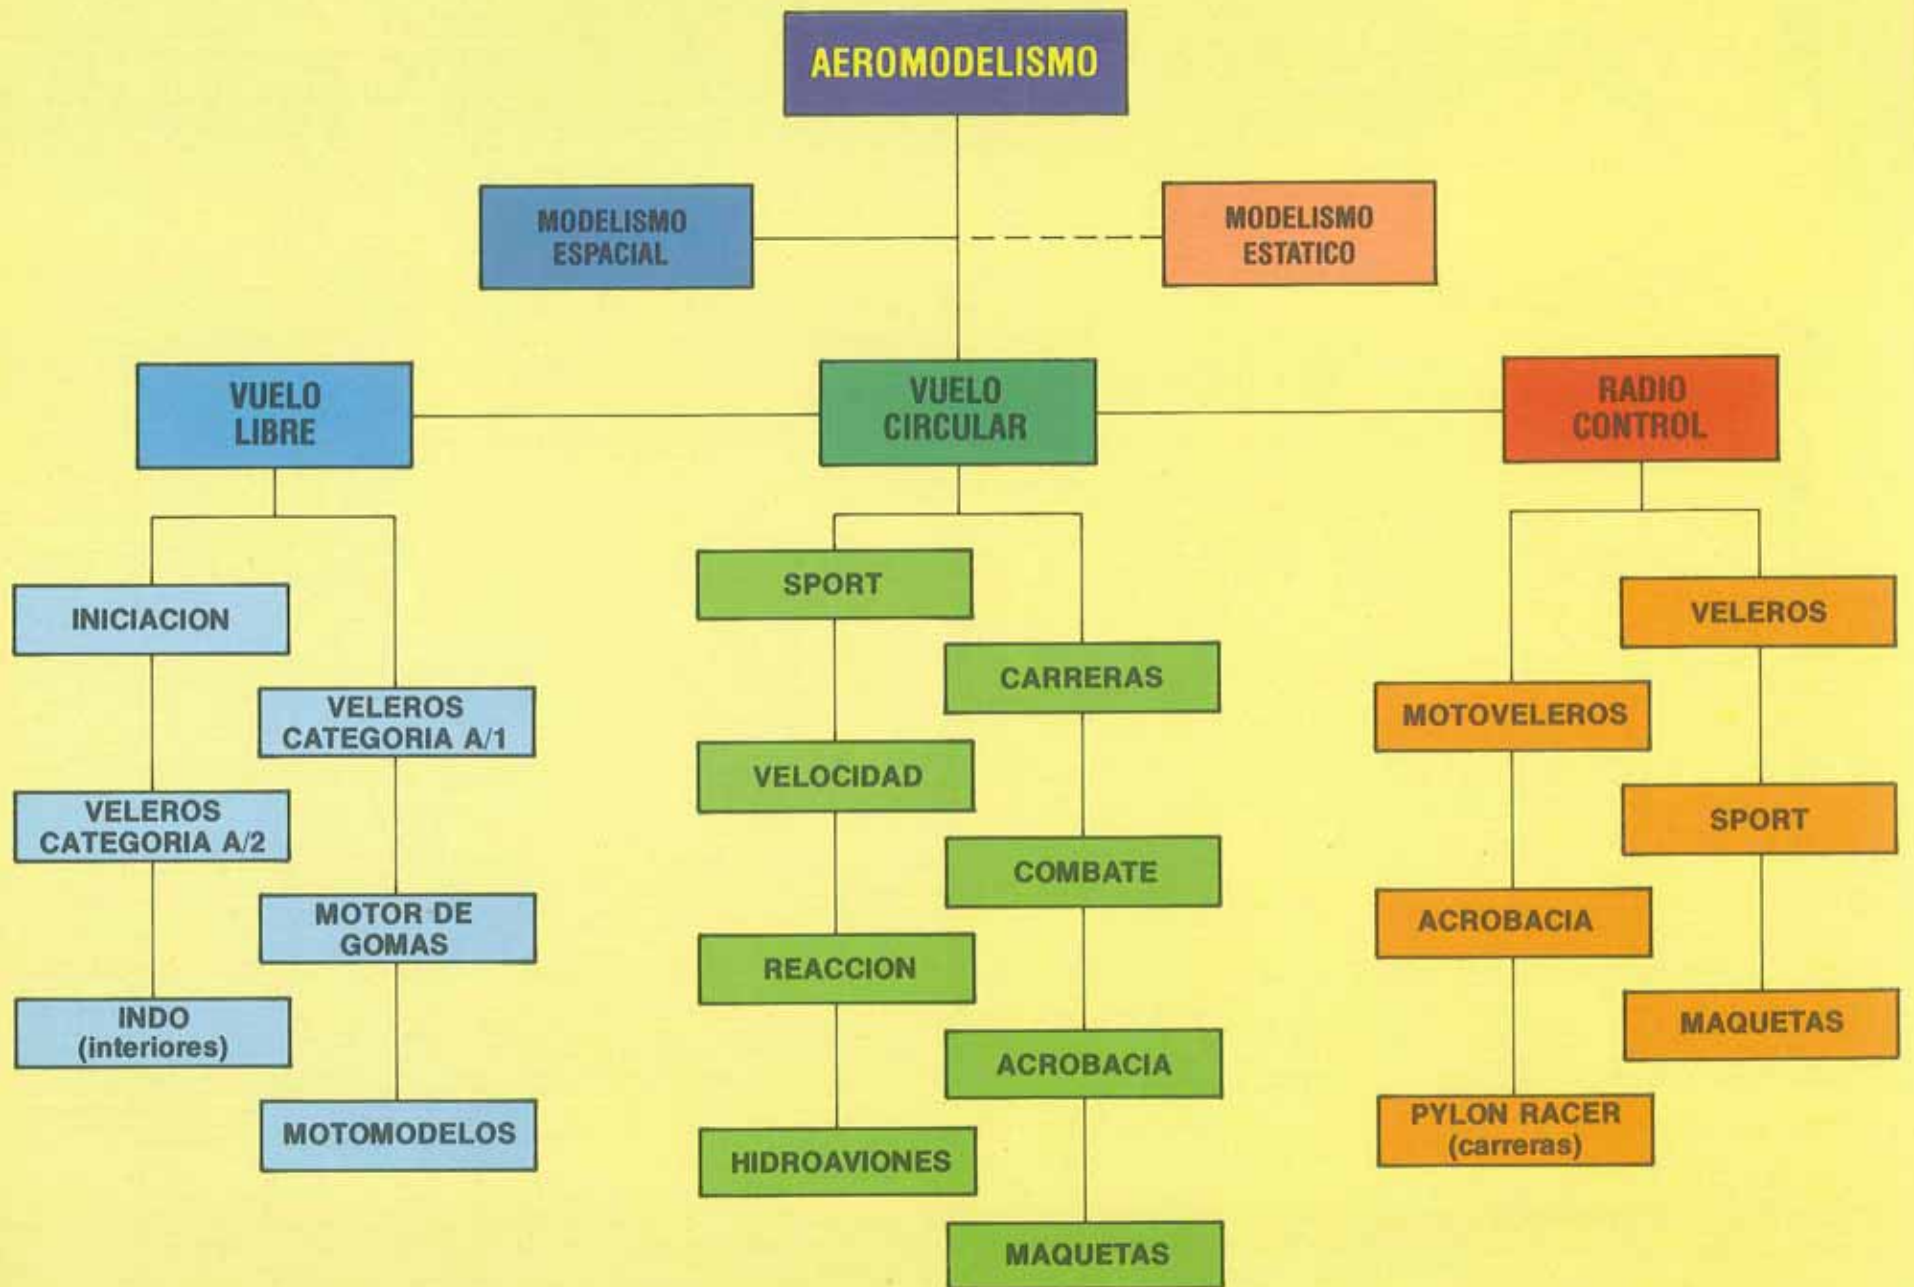 AEROMODELISMO
MODELISMO
ESPACIAL
MODELISMO
ESTATICO
VUELO
LIBRE
VUELO
CIRCULAR
RADIO
CONTROL
INICIACION
VELEROS
CATEGORIA A/2
INDO
(interiores)
VELEROS
CATEGORIA A/1
MOTOR DE
GOMAS
MOTOMODELOS
SPORT
VELOCIDAD
REACCION
HIDROAVIONES
CARRERAS
COMBATE
ACROBACIA
MAQUETAS
MOTOVELEROS
ACROBACIA
PYLON RACER
(carreras)
VELEROS
SPORT
MAQUETAS